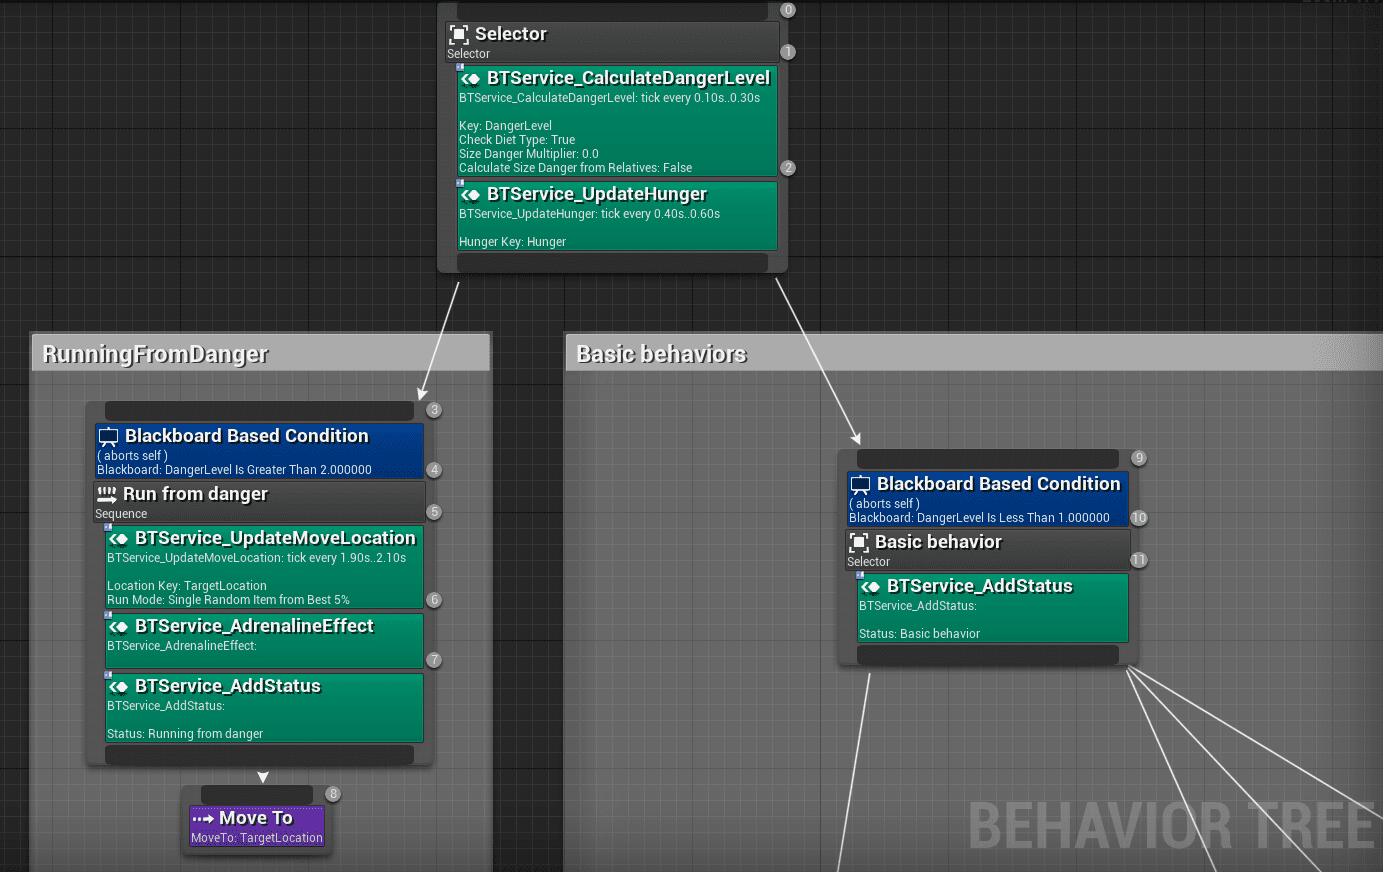 0
Selector
Selector
1
BTService_CalculateDangerLevel
BTService_CalculateDangerLevel: tick every 0.10s..0.30s
Key: DangerLevel
Check Diet Type: True
Size Danger Multiplier: 0.0
Calculate Size Danger from Relatives: False
2
BTService_UpdateHunger
BTService_UpdateHunger: tick every 0.40s..0.60s
Hunger Key: Hunger
RunningFromDanger
3
Blackboard Based Condition
( aborts self )
Blackboard: DangerLevel Is Greater Than 2.000000
4
Run from danger
Sequence
5
BTService_UpdateMoveLocation
BTService_UpdateMoveLocation: tick every 1.90s..2.10s
Location Key: TargetLocation
Run Mode: Single Random Item from Best 5%
6
BTService_AdrenalineEffect
BTService_AdrenalineEffect:
7
BTService_AddStatus
BTService_AddStatus:
Status: Running from danger
8
Move To
MoveTo: TargetLocation
Basic behaviors
9
Blackboard Based Condition
( aborts self )
Blackboard: DangerLevel Is Less Than 1.000000
10
Basic behavior
Selector
11
BTService_AddStatus
BTService_AddStatus:
Status: Basic behavior
BEHAVIOR TREE